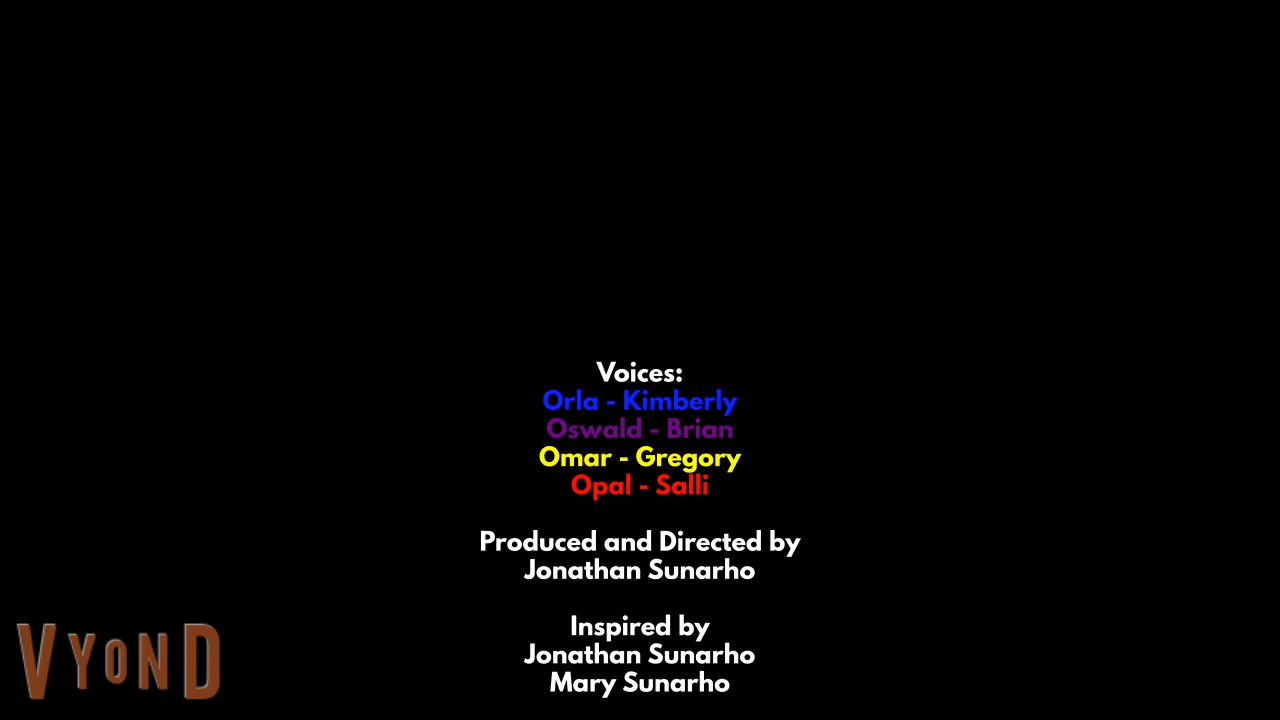 Voices:
Orla - Kimberly
Oswald - Brian
Omar - Gregory
Opal - Salli
Produced and Directed by
Jonathan Sunarho
Inspired by
Jonathan Sunarho
Mary Sunarho
VYOND